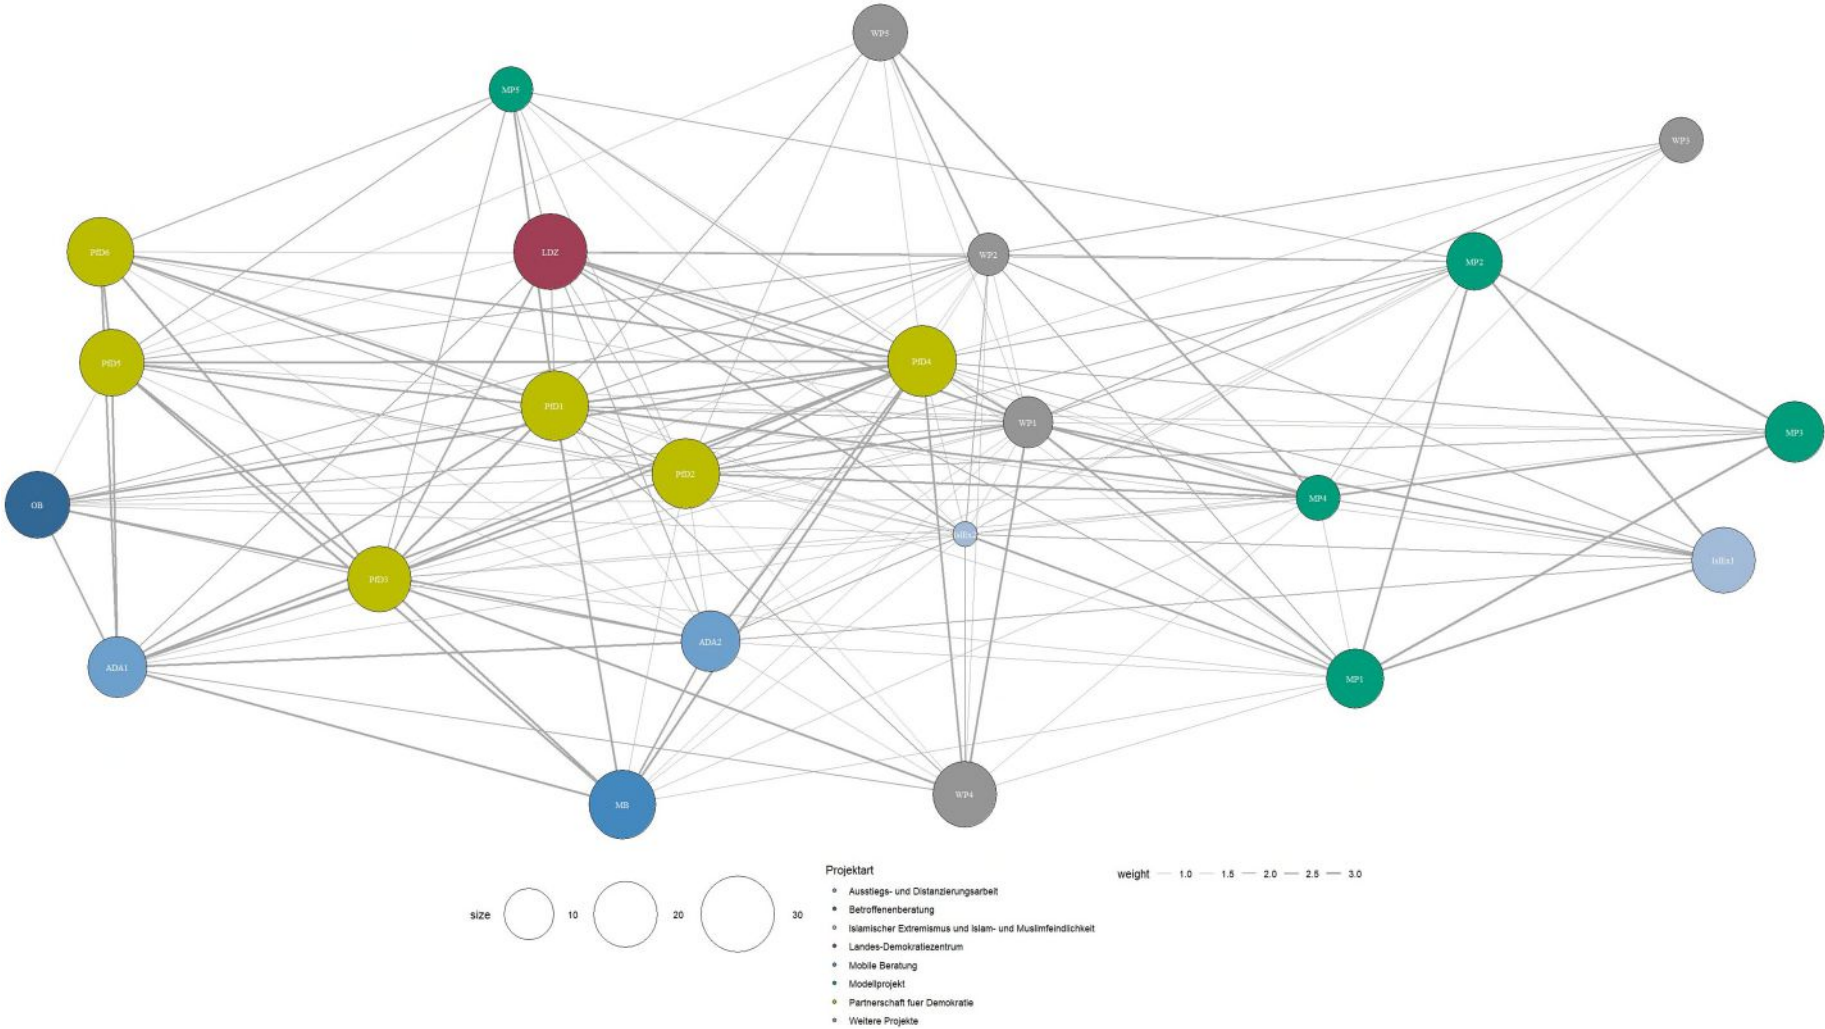 WP5
MP5
WP3
PfD6
LDZ
WP2
MP2
PfD5
PfD4
PfD1
WP1
MP3
PfD2
MP4
OB
IslEx2
IslEx1
PfD3
ADA2
ADA1
MP1
MB
WP4
Projektart
weight 1.0 1.5 2.0 2.5 3.0
Ausstiegs- und Distanzierungsarbeit
size 10 20 30
Betroffenenberatung
Islamischer Extremismus und Islam- und Muslimfeindlichkeit
Landes-Demokratiezentrum
Mobile Beratung
Modellprojekt
Partnerschaft fuer Demokratie
Weitere Projekte